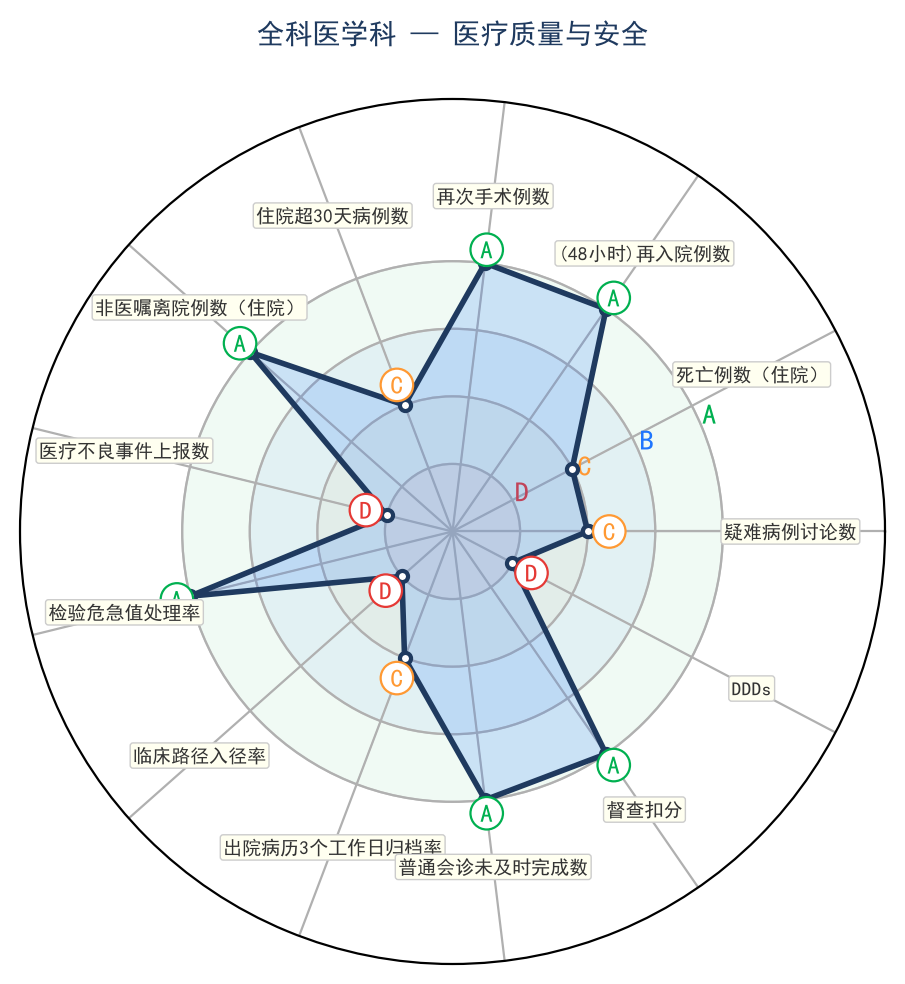 全科医学科 — 医疗质量与安全
再次手术例数
住院超30天病例数
A
(48小时)再入院例数
A
非医嘱离院例数（住院）
A
死亡例数（住院）
C
A
B
医疗不良事件上报数
C
D
D
疑难病例讨论数
C
D
A
检验危急值处理率
D
C
DDDs
临床路径入径率
A
督查扣分
A
出院病历3个工作日归档率
普通会诊未及时完成数